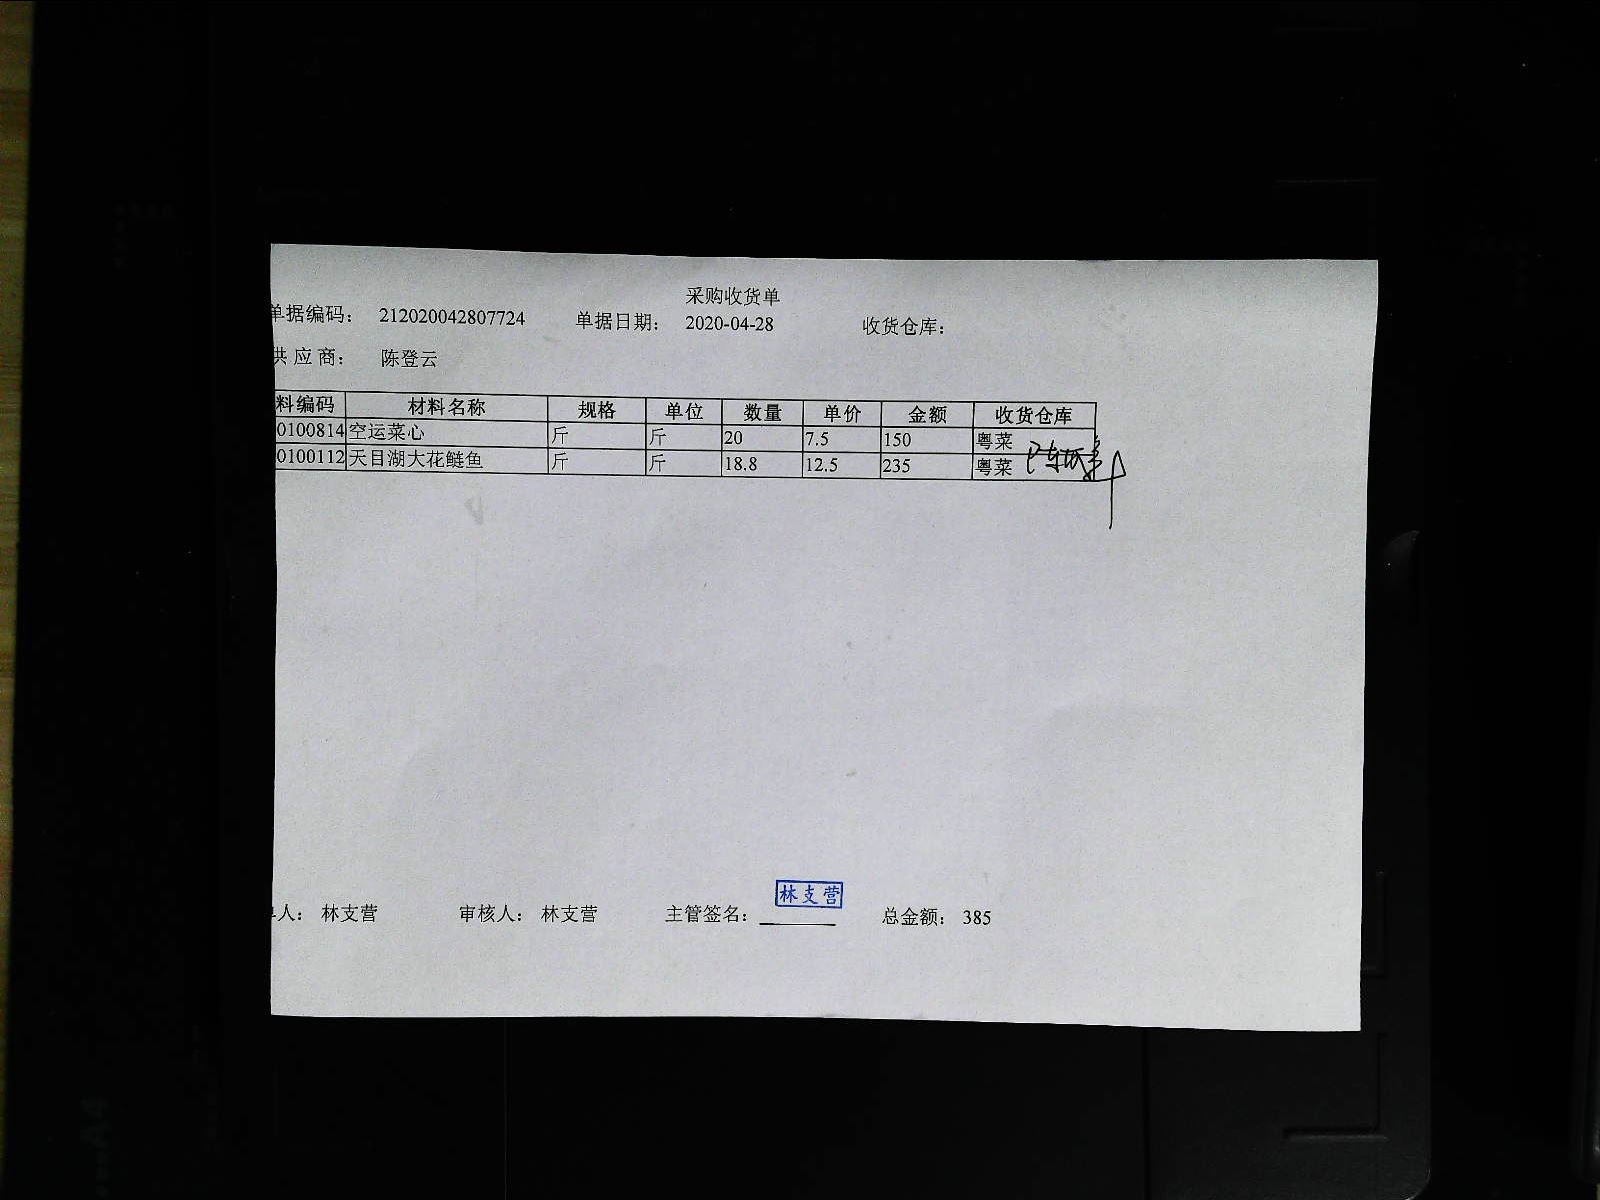 采购收货单
单据编码： 212020042807724 单据日期： 2020-04-28 收货仓库：
供应商： 陈登云
料编码 材料名称 规格 单位 数量 单价 金额 收货仓库
0100814 空运菜心 斤 斤 20 7.5 150 粤菜
0100112 天目湖大花鲢鱼 斤 斤 18.8 12.5 235 粤菜
林支营
人： 林支营 审核人： 林支营 主管签名： 总金额： 385